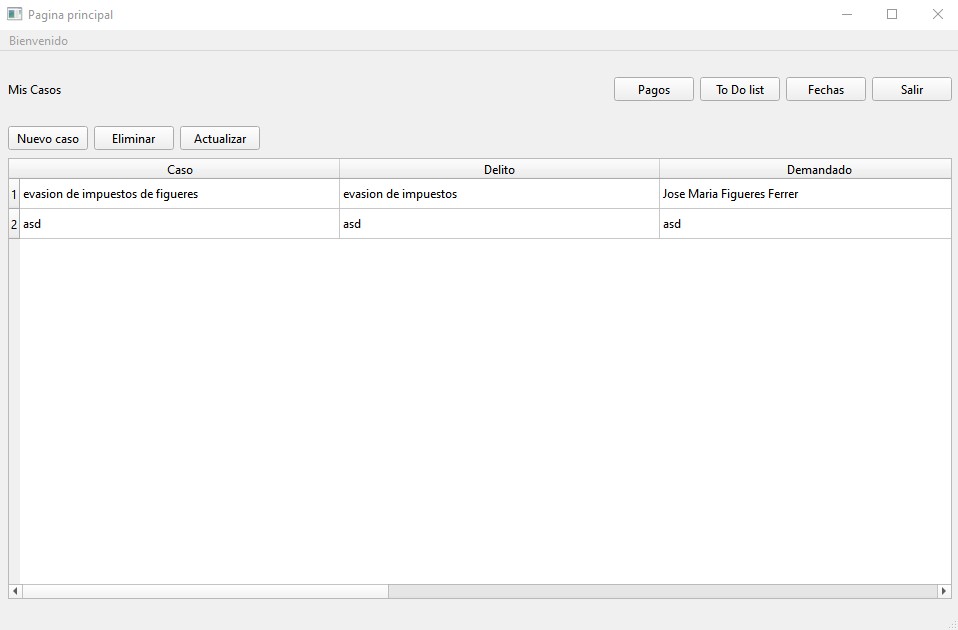 Pagina principal
Bienvenido
Mis Casos Pagos To Do list Fechas Salir
Nuevo caso Eliminar Actualizar
Caso Delito Demandado
1 evasion de impuestos de figueres evasion de impuestos Jose Maria Figueres Ferrer
2 asd asd asd